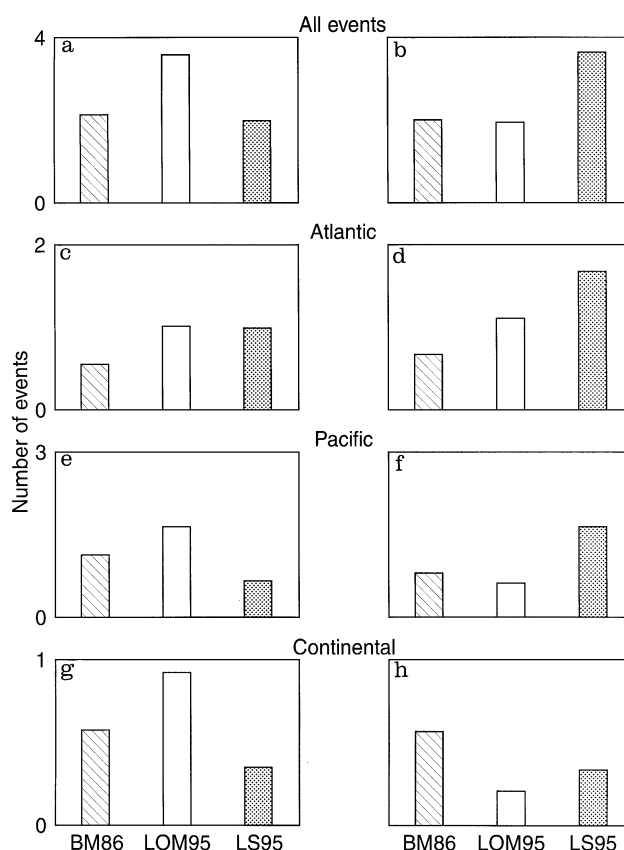 All events
4
a
b
0
Atlantic
2
c
d
0
Pacific
3
e
f
0
Continental
1
g
h
0
Number of events
BM86 LOM95 LS95 BM86 LOM95 LS95